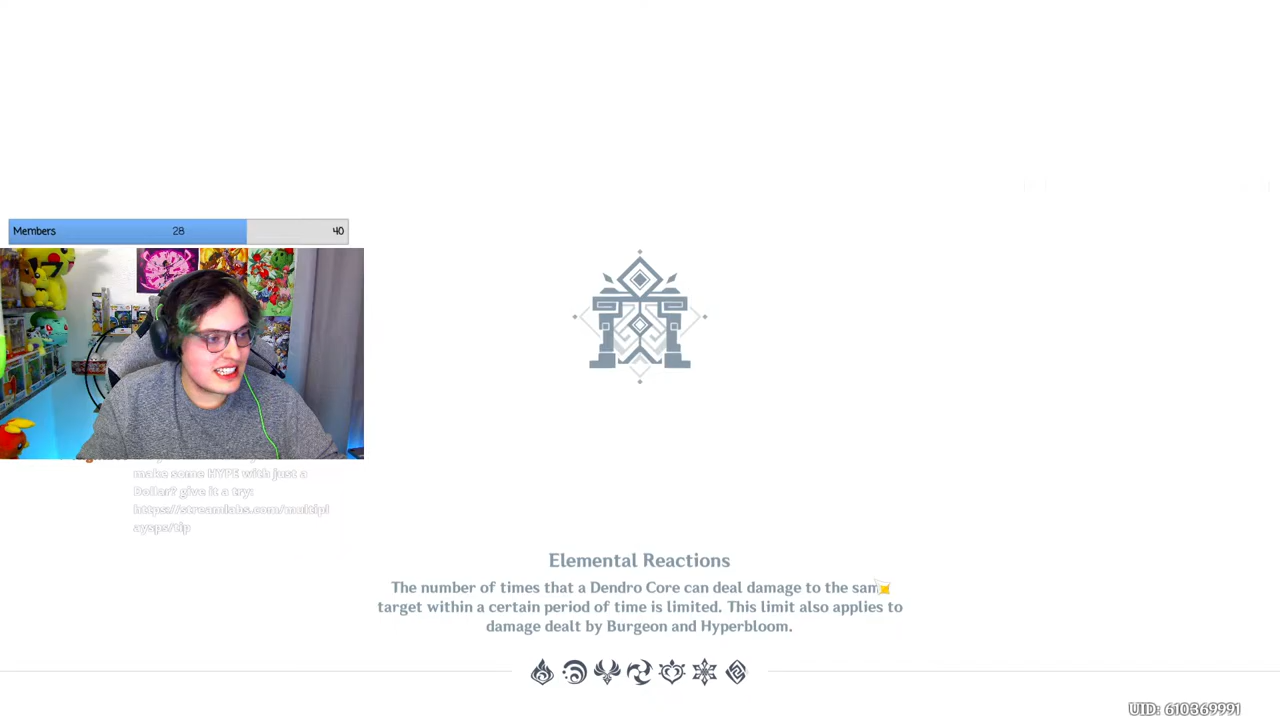 Members 28 40
make some HYPE with just a
Dollar? give it a try:
https://streamlabs.com/multipl
aysps/tip
Elemental Reactions
The number of times that a Dendro Core can deal damage to the same
target within a certain period of time is limited. This limit also applies to
damage dealt by Burgeon and Hyperbloom.
UID: 610369991